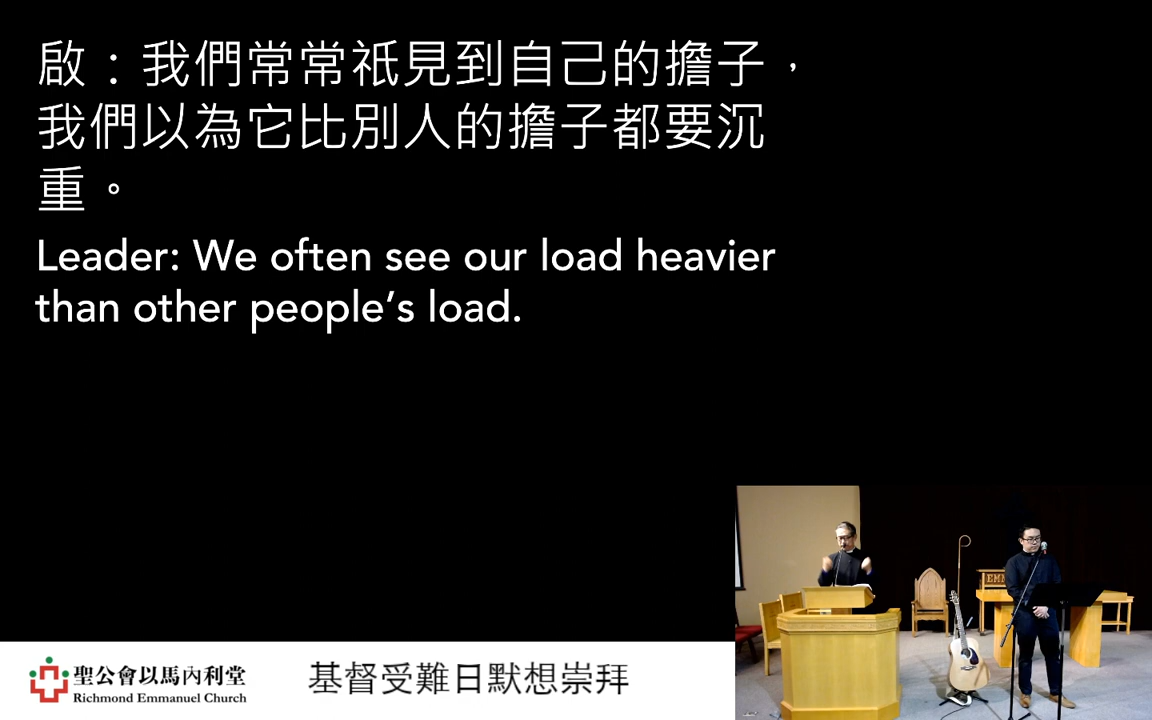 啟：我們常常祇見到自己的擔子，
我們以為它比別人的擔子都要沉
重。
Leader: We often see our load heavier
than other people’s load.
聖公會以馬內利堂
Richmond Emmanuel Church
基督受難日默想崇拜